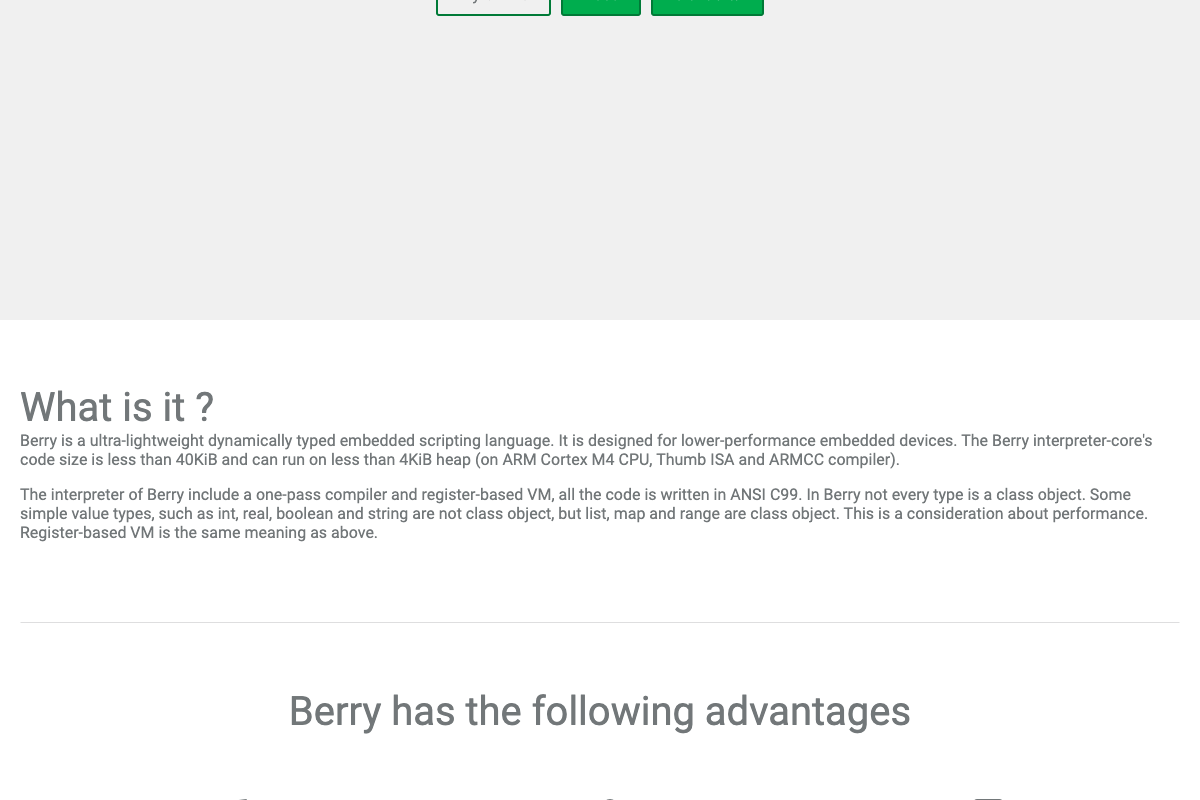 What is it ?
Berry is a ultra-lightweight dynamically typed embedded scripting language. It is designed for lower-performance embedded devices. The Berry interpreter-core's
code size is less than 40KiB and can run on less than 4KiB heap (on ARM Cortex M4 CPU, Thumb ISA and ARMCC compiler).
The interpreter of Berry include a one-pass compiler and register-based VM, all the code is written in ANSI C99. In Berry not every type is a class object. Some
simple value types, such as int, real, boolean and string are not class object, but list, map and range are class object. This is a consideration about performance.
Register-based VM is the same meaning as above.
Berry has the following advantages